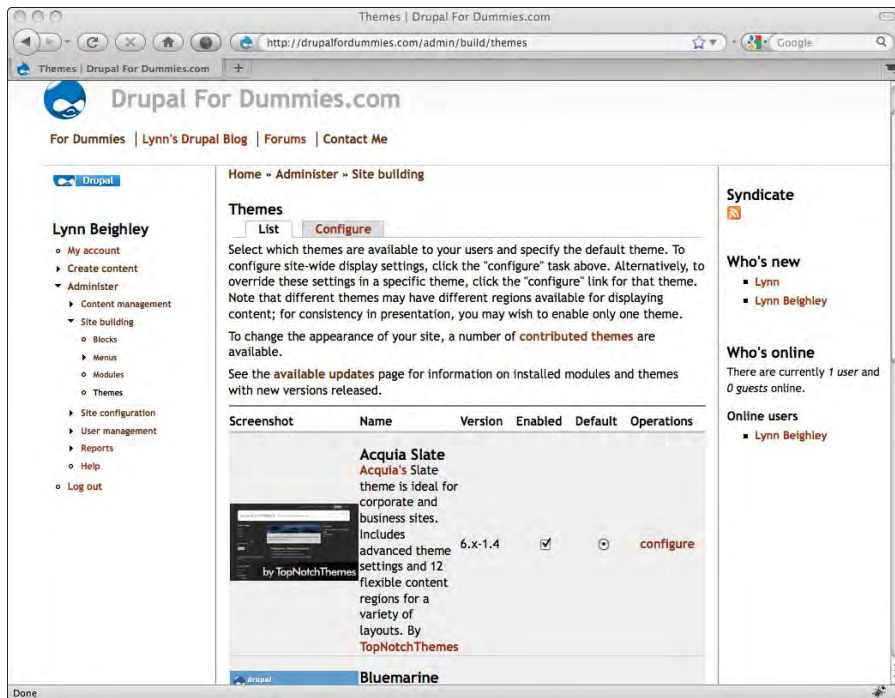 Themes | Drupal For Dummies.com
http://drupalfordummies.com/admin/build/themes
Google
Themes | Drupal For Dummies.com
+
Drupal For Dummies.com
For Dummies | Lynn's Drupal Blog | Forums | Contact Me
Drupal
Lynn Beighley
My account
Create content
Administer
Content management
Site building
Blocks
Menus
Modules
Themes
Site configuration
User management
Reports
Help
Log out
Home » Administer » Site building
Themes
List Configure
Select which themes are available to your users and specify the default theme. To
configure site-wide display settings, click the "configure" task above. Alternatively, to
override these settings in a specific theme, click the "configure" link for that theme.
Note that different themes may have different regions available for displaying
content; for consistency in presentation, you may wish to enable only one theme.
To change the appearance of your site, a number of contributed themes are
available.
See the available updates page for information on installed modules and themes
with new versions released.
Screenshot Name Version Enabled Default Operations
by TopNotchThemes
Acquia Slate
Acquia's Slate
theme is ideal for
corporate and
business sites.
Includes
advanced theme
settings and 12
flexible content
regions for a
variety of
layouts. By
TopNotchThemes
6.x-1.4
configure
drupal
Bluemarine
Syndicate
Who's new
Lynn
Lynn Beighley
Who's online
There are currently 1 user and
0 guests online.
Online users
Lynn Beighley
Done